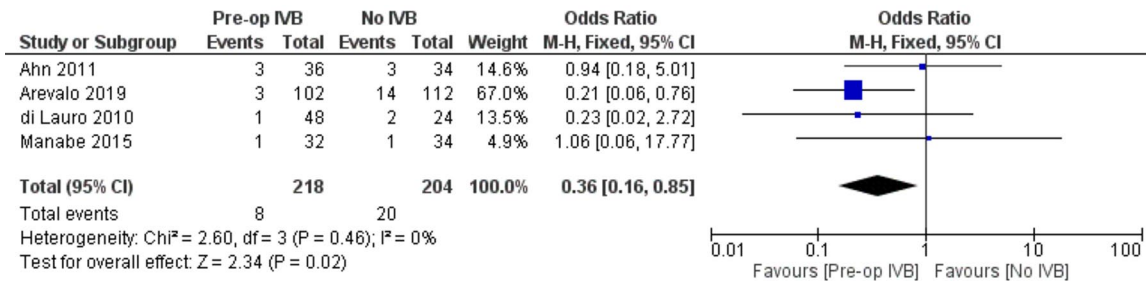 Pre-op IVB No IVB Odds Ratio Odds Ratio
Study or Subgroup Events Total Events Total Weight M-H, Fixed, 95% CI M-H, Fixed, 95% CI
Ahn 2011 3 36 3 34 14.6% 0.94 [0.18, 5.01]
Arevalo 2019 3 102 14 112 67.0% 0.21 [0.06, 0.76]
di Lauro 2010 1 48 2 24 13.5% 0.23 [0.02, 2.72]
Manabe 2015 1 32 1 34 4.9% 1.06 [0.06, 17.77]
Total (95% CI) 218 204 100.0% 0.36 [0.16, 0.85]
Total events 8 20
Heterogeneity: Chi² = 2.60, df = 3 (P = 0.46); I² = 0%
Test for overall effect: Z = 2.34 (P = 0.02)
0.01 0.1 1 10 100
Favours [Pre-op IVB] Favours [No IVB]